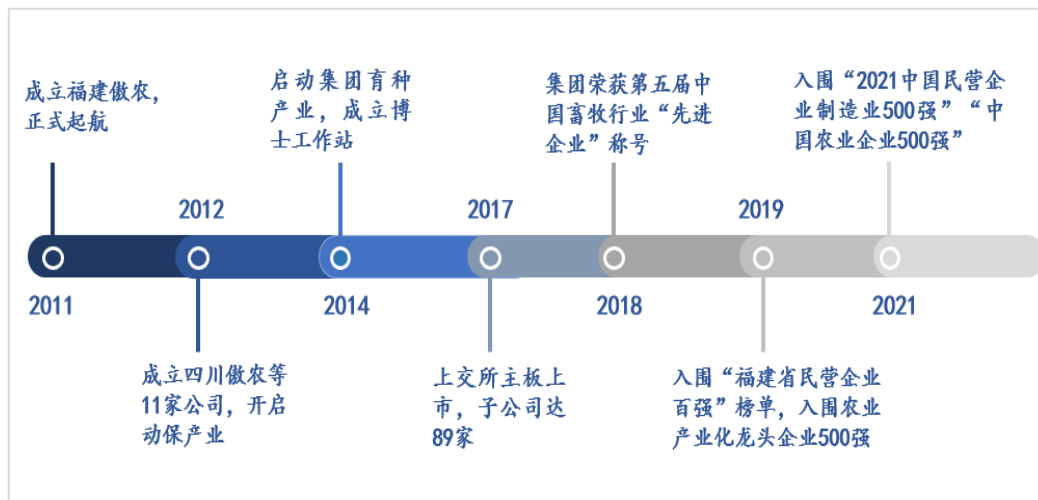 成立福建傲农，
正式起航
启动集团育种
产业，成立博
士工作站
集团荣获第五届中
国畜牧行业“先进
企业”称号
入围“2021中国民营企
业制造业500强”“中
国农业企业500强”
2012
2017
2019
2011
2014
2018
2021
成立四川傲农等
11家公司，开启
动保产业
上交所主板上
市，子公司达
89家
入围“福建省民营企业
百强”榜单，入围农业
产业化龙头企业500强